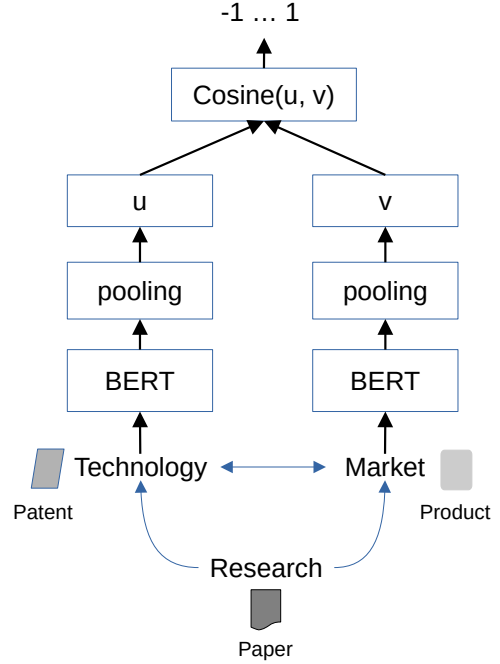 -1 … 1
Cosine(u, v)
u v
pooling pooling
BERT BERT
Technology Market
Patent Product
Research
Paper